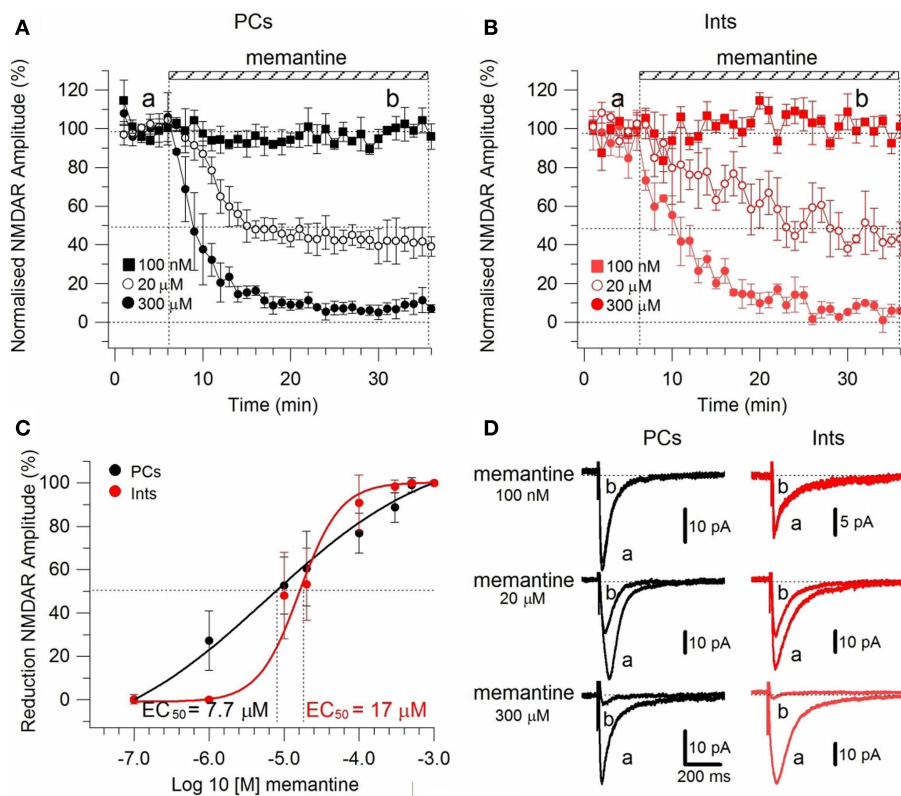 A
PCs
memantine
Normalised NMDAR Amplitude (%)
140
120
100
80
60
40
20
0
a
b
100 nM
20 μM
300 μM
0
10
20
30
Time (min)
B
Ints
memantine
Normalised NMDAR Amplitude (%)
140
120
100
80
60
40
20
0
a
b
100 nM
20 μM
300 μM
0
10
20
30
Time (min)
C
Reduction NMDAR Amplitude (%)
100
80
60
40
20
0
PCs
Ints
EC50 = 7.7 μM
EC50 = 17 μM
-7.0
-6.0
-5.0
-4.0
-3.0
Log 10 [M] memantine
D
PCs
Ints
memantine
100 nM
b
a
10 pA
b
a
5 pA
memantine
20 μM
b
a
10 pA
b
a
10 pA
memantine
300 μM
b
a
10 pA
200 ms
b
a
10 pA